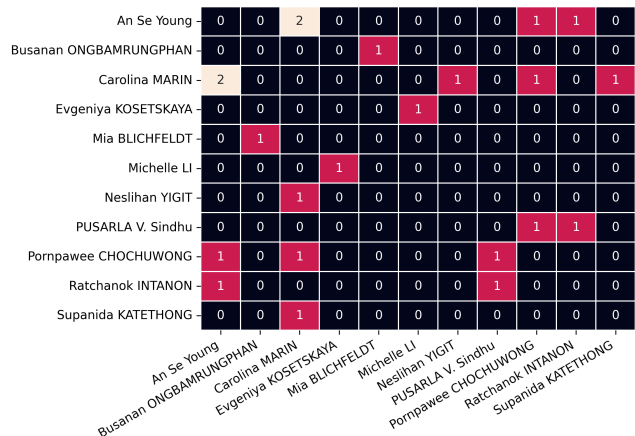 An Se Young 0 0 2 0 0 0 0 0 1 1 0
Busanan ONGBAMRUNGPHAN 0 0 0 0 1 0 0 0 0 0 0
Carolina MARIN 2 0 0 0 0 0 1 0 1 0 1
Evgeniya KOSETSKAYA 0 0 0 0 0 1 0 0 0 0 0
Mia BLICHFELDT 0 1 0 0 0 0 0 0 0 0 0
Michelle LI 0 0 0 1 0 0 0 0 0 0 0
Neslihan YIGIT 0 0 1 0 0 0 0 0 0 0 0
PUSARLA V. Sindhu 0 0 0 0 0 0 0 0 1 1 0
Pornpawee CHOCHUWONG 1 0 1 0 0 0 0 1 0 0 0
Ratchanok INTANON 1 0 0 0 0 0 0 1 0 0 0
Supanida KATETHONG 0 0 1 0 0 0 0 0 0 0 0
An Se Young
Busanan ONGBAMRUNGPHAN
Carolina MARIN
Evgeniya KOSETSKAYA
Mia BLICHFELDT
Michelle LI
Neslihan YIGIT
PUSARLA V. Sindhu
Pornpawee CHOCHUWONG
Ratchanok INTANON
Supanida KATETHONG